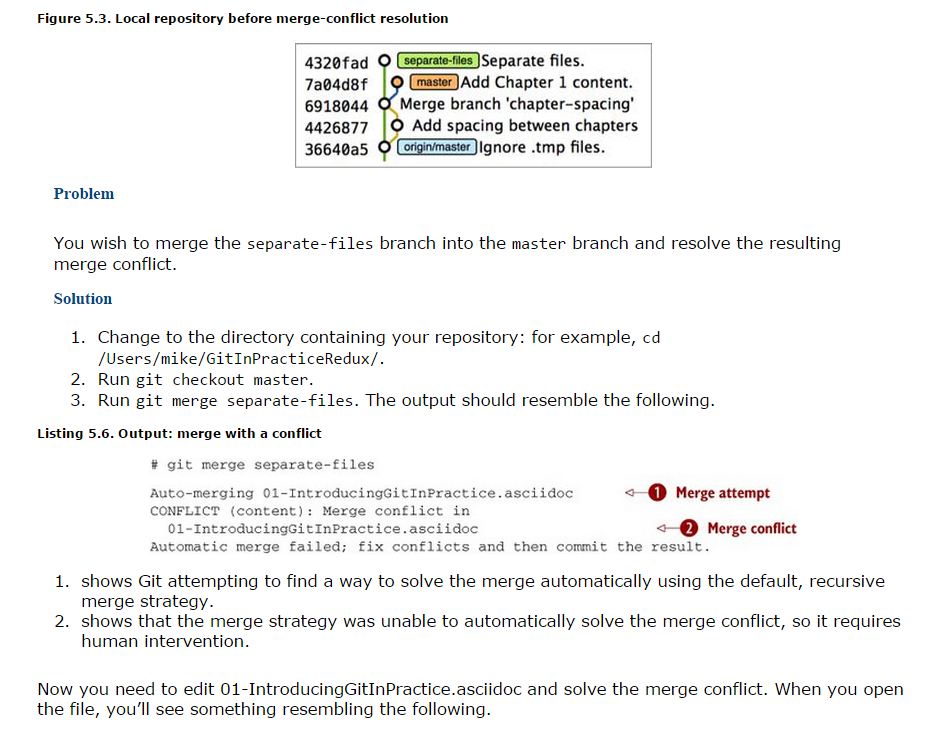 Figure 5.3. Local repository before merge-conflict resolution
4320fad separate-files Separate files.
7a04d8f master Add Chapter 1 content.
6918044 Merge branch 'chapter-spacing'
4426877 Add spacing between chapters
36640a5 origin/master Ignore .tmp files.
Problem
You wish to merge the separate-files branch into the master branch and resolve the resulting
merge conflict.
Solution
1. Change to the directory containing your repository: for example, cd
/Users/mike/GitInPracticeRedux/.
2. Run git checkout master.
3. Run git merge separate-files. The output should resemble the following.
Listing 5.6. Output: merge with a conflict
# git merge separate-files
Auto-merging 01-IntroducingGitInPractice.asciidoc 1 Merge attempt
CONFLICT (content): Merge conflict in
01-IntroducingGitInPractice.asciidoc 2 Merge conflict
Automatic merge failed; fix conflicts and then commit the result.
1. shows Git attempting to find a way to solve the merge automatically using the default, recursive
merge strategy.
2. shows that the merge strategy was unable to automatically solve the merge conflict, so it requires
human intervention.
Now you need to edit 01-IntroducingGitInPractice.asciidoc and solve the merge conflict. When you open
the file, you’ll see something resembling the following.